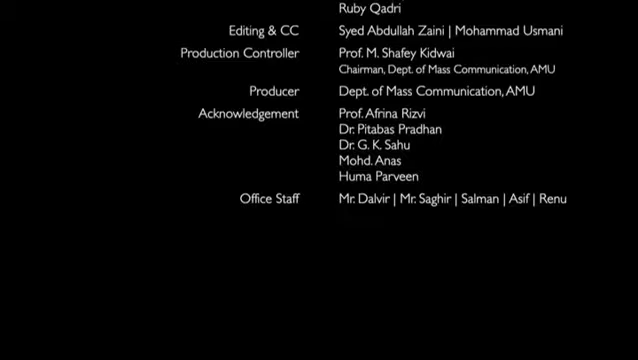 Ruby Qadri
Editing & CC Syed Abdullah Zaini | Mohammad Usmani
Production Controller Prof. M. Shafey Kidwai
Chairman, Dept. of Mass Communication, AMU
Producer Dept. of Mass Communication, AMU
Acknowledgement Prof. Afrina Rizvi
Dr. Pitabas Pradhan
Dr. G. K. Sahu
Mohd. Anas
Huma Parveen
Office Staff Mr. Dalvir | Mr. Saghir | Salman | Asif | Renu